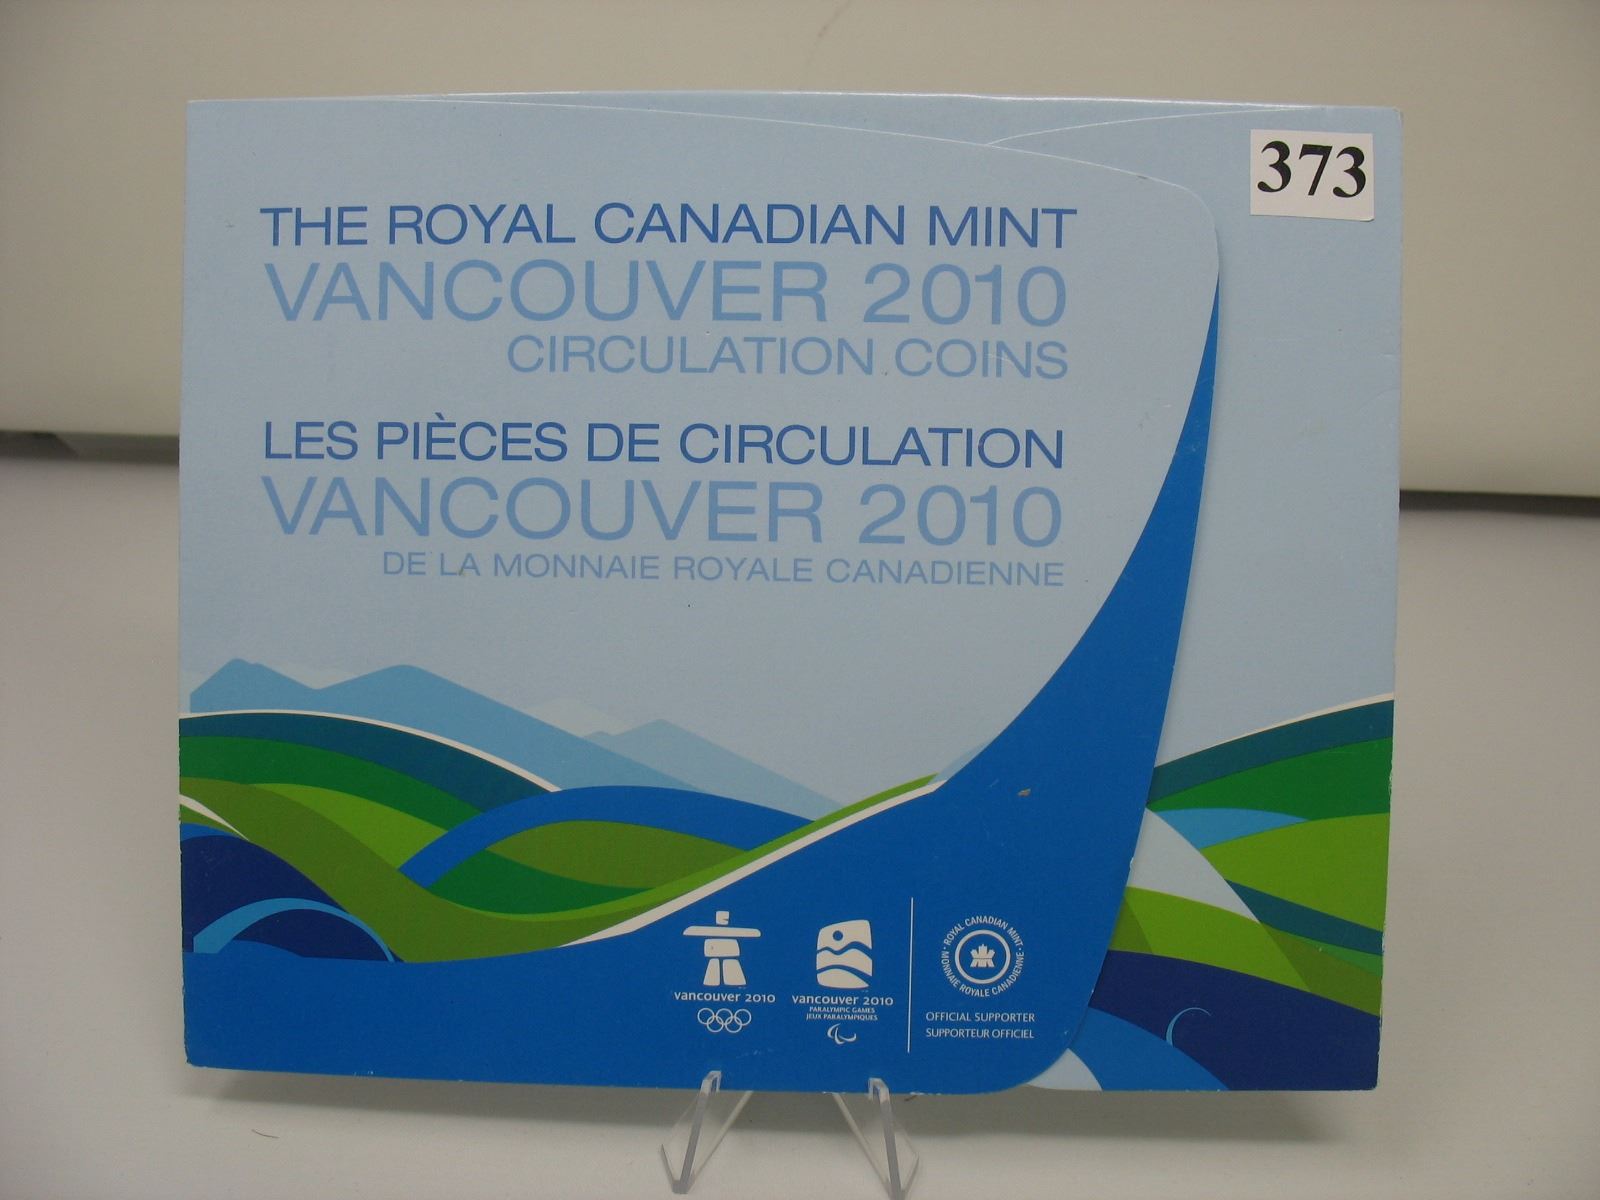 373
THE ROYAL CANADIAN MINT
VANCOUVER 2010
CIRCULATION COINS
LES PIÈCES DE CIRCULATION
VANCOUVER 2010
DE LA MONNAIE ROYALE CANADIENNE
vancouver 2010
vancouver 2010
PARALYMPIC GAMES
JEUX PARALYMPIQUES
ROYAL CANADIAN MINT
MONNAIE ROYALE CANADIENNE
OFFICIAL SUPPORTER
SUPPORTEUR OFFICIEL